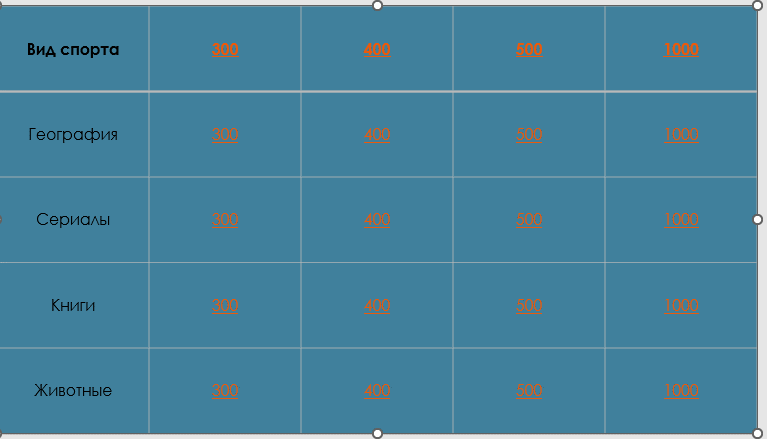 Вид спорта 300 400 500 1000
География 300 400 500 1000
Сериалы 300 400 500 1000
Книги 300 400 500 1000
Животные 300 400 500 1000